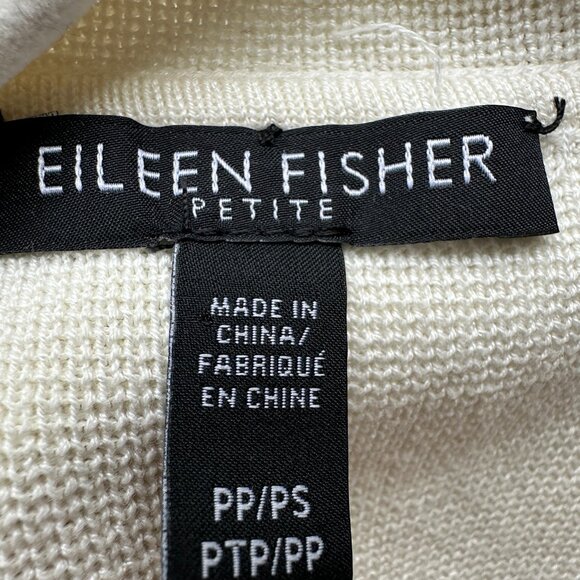 EILEEN FISHER
PETITE
MADE IN
CHINA/
FABRIQUÉ
EN CHINE
PP/PS
PTP/PP